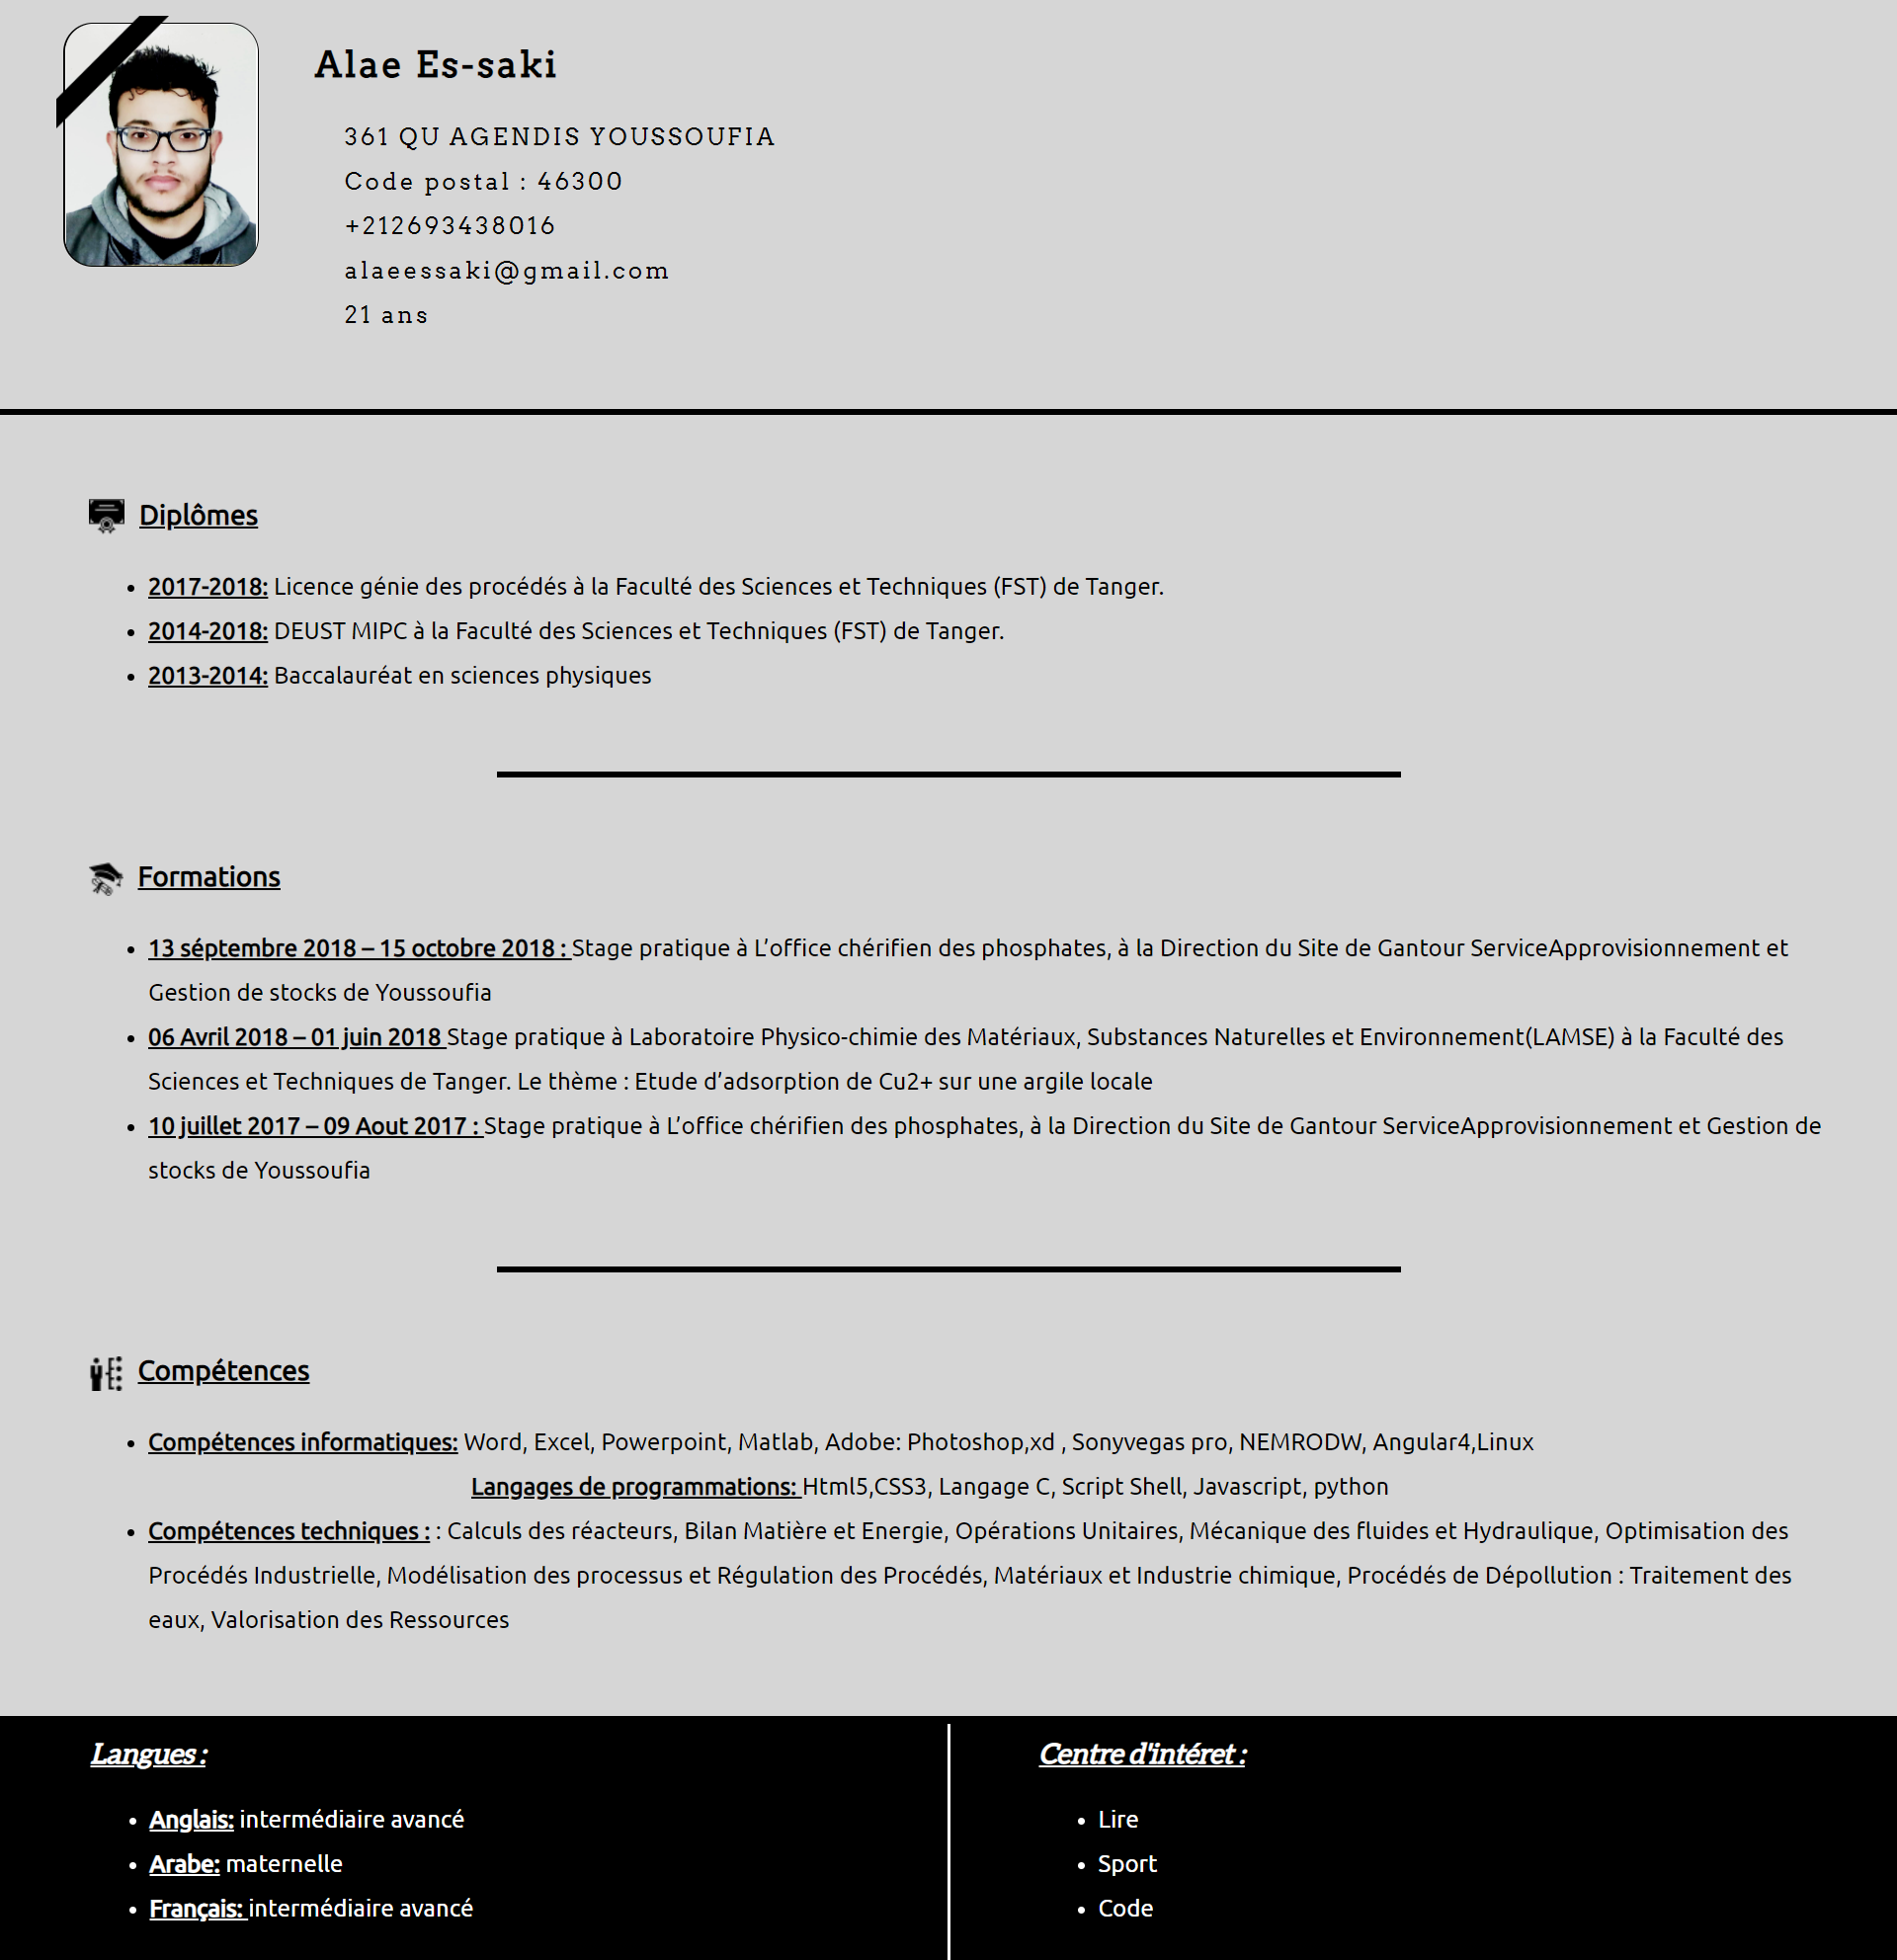 Alae Es-saki
361 QU AGENDIS YOUSSOUFIA
Code postal : 46300
+212693438016
alaeessaki@gmail.com
21 ans
Diplômes
• 2017-2018: Licence génie des procédés à la Faculté des Sciences et Techniques (FST) de Tanger.
• 2014-2018: DEUST MIPC à la Faculté des Sciences et Techniques (FST) de Tanger.
• 2013-2014: Baccalauréat en sciences physiques
Formations
• 13 séptembre 2018 – 15 octobre 2018 : Stage pratique à L’office chérifien des phosphates, à la Direction du Site de Gantour ServiceApprovisionnement et
Gestion de stocks de Youssoufia
• 06 Avril 2018 – 01 juin 2018 Stage pratique à Laboratoire Physico-chimie des Matériaux, Substances Naturelles et Environnement(LAMSE) à la Faculté des
Sciences et Techniques de Tanger. Le thème : Etude d’adsorption de Cu2+ sur une argile locale
• 10 juillet 2017 – 09 Aout 2017 : Stage pratique à L’office chérifien des phosphates, à la Direction du Site de Gantour ServiceApprovisionnement et Gestion de
stocks de Youssoufia
Compétences
• Compétences informatiques: Word, Excel, Powerpoint, Matlab, Adobe: Photoshop,xd , Sonyvegas pro, NEMRODW, Angular4,Linux
Langages de programmations: Html5,CSS3, Langage C, Script Shell, Javascript, python
• Compétences techniques : : Calculs des réacteurs, Bilan Matière et Energie, Opérations Unitaires, Mécanique des fluides et Hydraulique, Optimisation des
Procédés Industrielle, Modélisation des processus et Régulation des Procédés, Matériaux et Industrie chimique, Procédés de Dépollution : Traitement des
eaux, Valorisation des Ressources
Langues :
• Anglais: intermédiaire avancé
• Arabe: maternelle
• Français: intermédiaire avancé
Centre d'intéret :
• Lire
• Sport
• Code